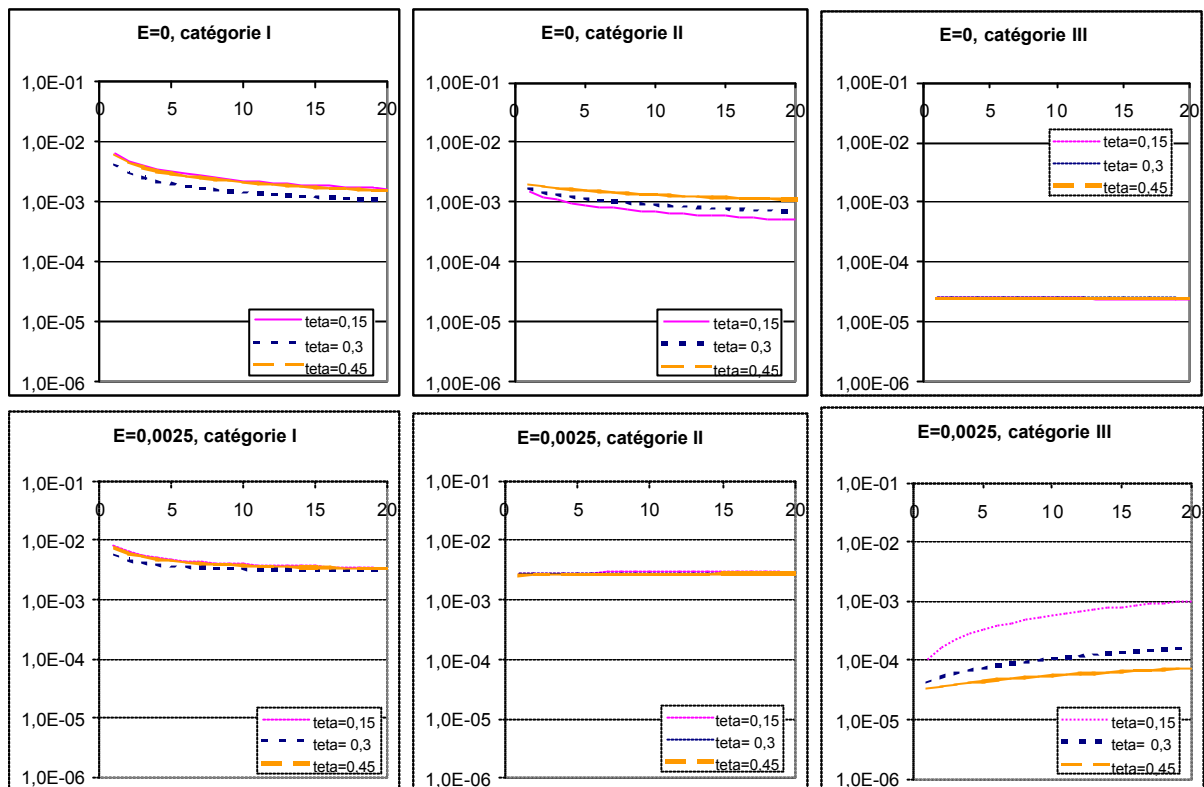 E=0, catégorie I
1,0E-01
0 5 10 15 20
1,0E-02
1,0E-03
1,0E-04
1,0E-05
1,0E-06
teta=0,15
teta= 0,3
teta=0,45
E=0, catégorie II
1,00E-01
0 5 10 15 20
1,00E-02
1,00E-03
1,00E-04
1,00E-05
1,00E-06
teta=0,15
teta= 0,3
teta=0,45
E=0, catégorie III
1,00E-01
0 5 10 15 20
1,00E-02
1,00E-03
1,00E-04
1,00E-05
1,00E-06
teta=0,15
teta= 0,3
teta=0,45
E=0,0025, catégorie I
1,0E-01
0 5 10 15 20
1,0E-02
1,0E-03
1,0E-04
1,0E-05
1,0E-06
teta=0,15
teta= 0,3
teta=0,45
E=0,0025, catégorie II
1,0E-01
0 5 10 15 20
1,0E-02
1,0E-03
1,0E-04
1,0E-05
1,0E-06
teta=0,15
teta= 0,3
teta=0,45
E=0,0025, catégorie III
1,0E-01
0 5 10 15 20
1,0E-02
1,0E-03
1,0E-04
1,0E-05
1,0E-06
teta=0,15
teta= 0,3
teta=0,45